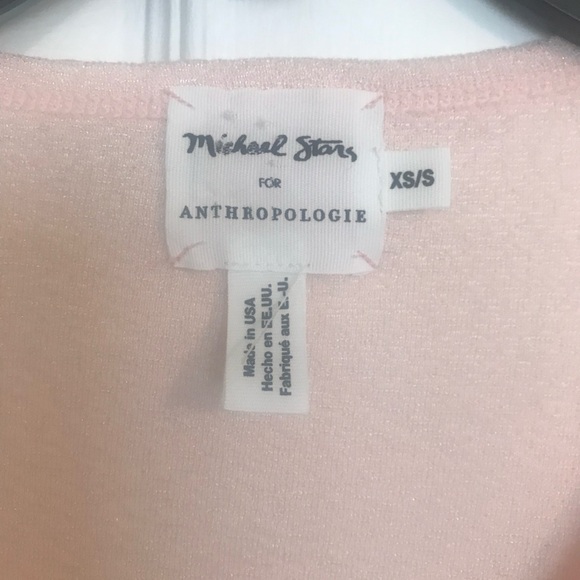 Michael Stars
FOR
ANTHROPOLOGIE
XS/S
Made in USA
Hecho en EE.UU.
Fabriqué aux E.-U.